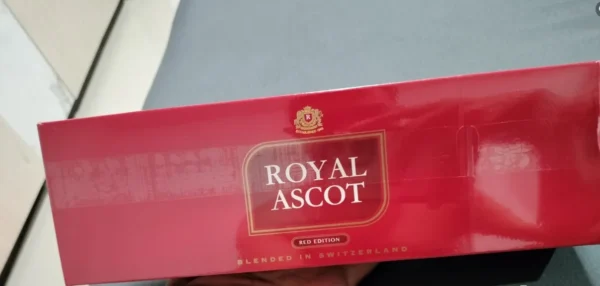 ROYAL
ASCOT
RED EDITION
BLENDED IN SWITZERLAND